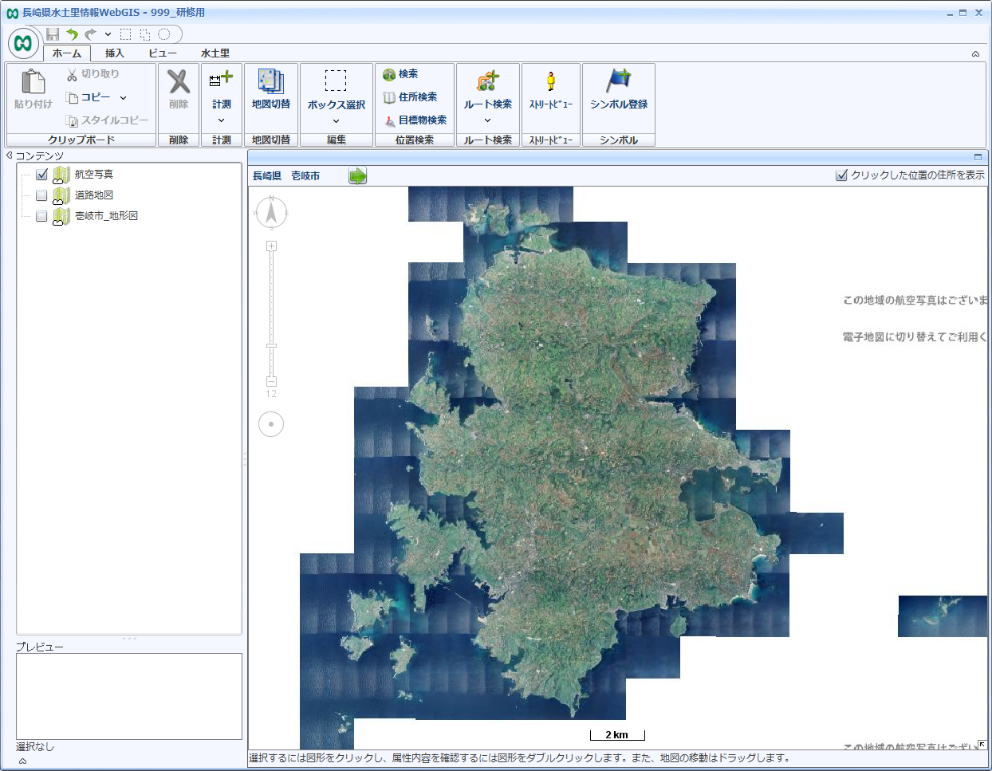 長崎県水土里情報WebGIS - 999_研修用
ホーム 挿入 ビュー 水土里
貼り付け
切り取り
コピー
スタイルコピー
クリップボード
削除
削除
計測
計測
地図切替
地図切替
ボックス選択
編集
検索
住所検索
目標物検索
位置検索
ルート検索
ルート検索
ｽﾄﾘｰﾄﾋﾞｭｰ
ｽﾄﾘｰﾄﾋﾞｭｰ
シンボル登録
シンボル
コンテンツ
航空写真
道路地図
壱岐市_地形図
プレビュー
選択なし
長崎県 壱岐市
クリックした位置の住所を表示
N
12
この地域の航空写真はございま
電子地図に切り替えてご利用く
2 km
この地域の航空写真はござい
選択するには図形をクリックし、属性内容を確認するには図形をダブルクリックします。また、地図の移動はドラッグします。